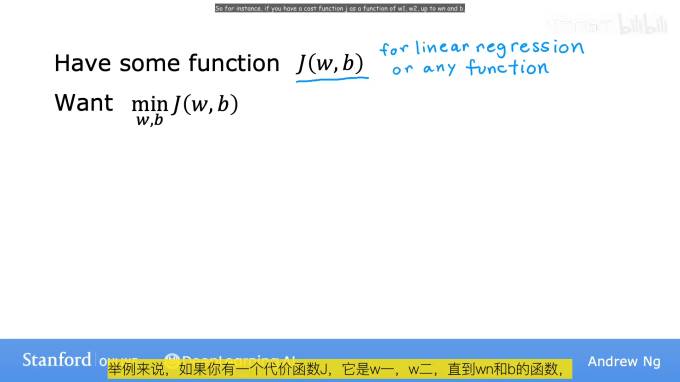 So for instance, if you have a cost function j as a function of w1, w2, up to wn and b.
bilibili
Have some function J(w, b) for linear regression
or any function
Want min J(w, b)
w,b
Stanford
Andrew Ng
举例来说，如果你有一个代价函数J，它是w一，w二，直到wn和b的函数，